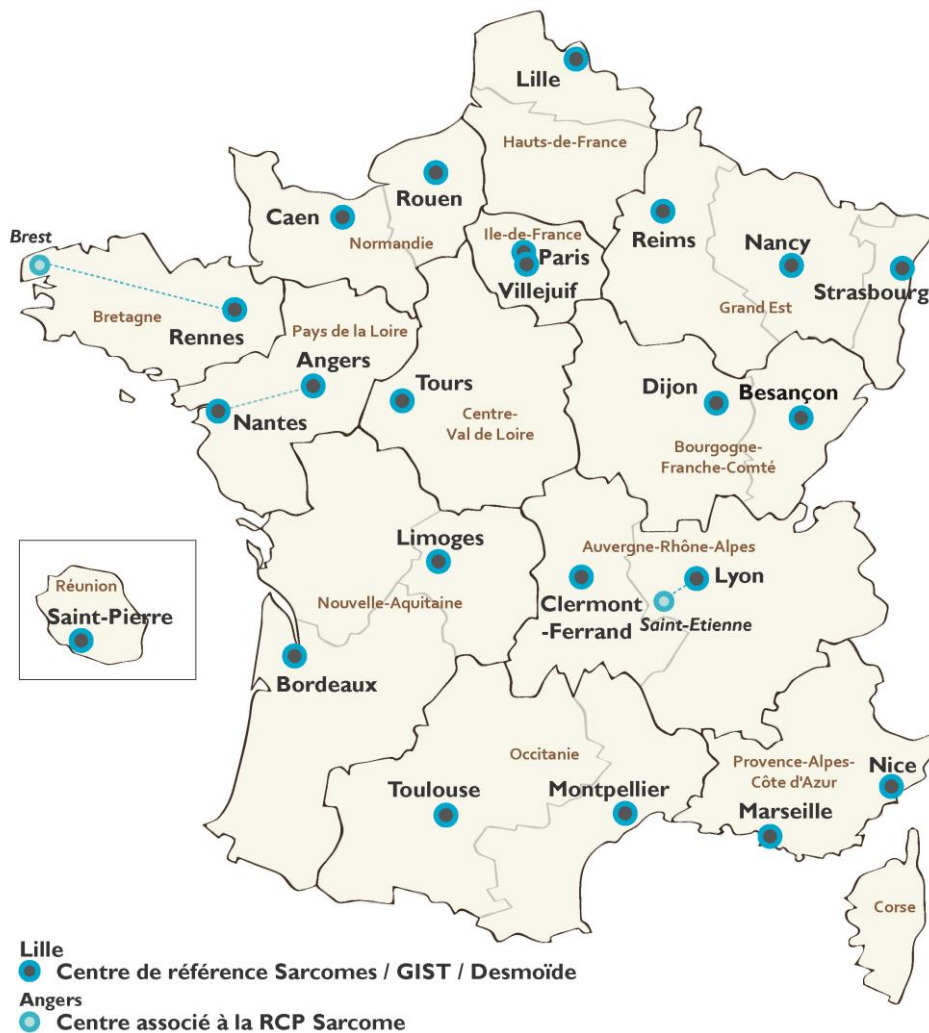 Lille
Hauts-de-France
Rouen
Caen
Normandie
Brest
Ile-de-France
Paris
Villejuif
Reims
Nancy
Strasbourg
Grand Est
Bretagne
Rennes
Pays de la Loire
Angers
Nantes
Tours
Centre-
Val de Loire
Dijon
Besançon
Bourgogne-
Franche-Comté
Limoges
Nouvelle-Aquitaine
Auvergne-Rhône-Alpes
Lyon
Clermont
-Ferrand
Saint-Etienne
Réunion
Saint-Pierre
Bordeaux
Occitanie
Toulouse
Montpellier
Provence-Alpes-
Côte d'Azur
Nice
Marseille
Corse
Lille
Centre de référence Sarcomes / GIST / Desmoïde
Angers
Centre associé à la RCP Sarcome